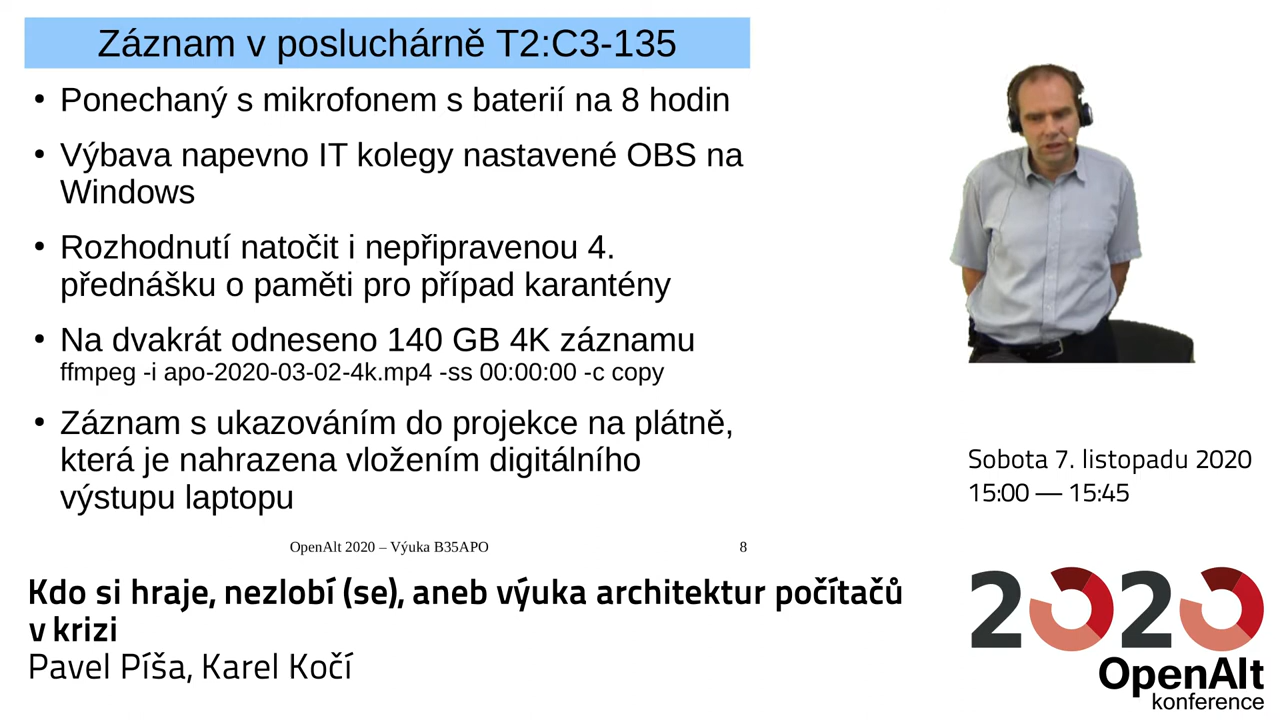 Záznam v posluchárně T2:C3-135
• Ponechaný s mikrofonem s baterií na 8 hodin
• Výbava napevno IT kolegy nastavené OBS na
Windows
• Rozhodnutí natočit i nepřipravenou 4.
přednášku o paměti pro případ karantény
• Na dvakrát odneseno 140 GB 4K záznamu
ffmpeg -i apo-2020-03-02-4k.mp4 -ss 00:00:00 -c copy
• Záznam s ukazováním do projekce na plátně,
která je nahrazena vložením digitálního
výstupu laptopu
OpenAlt 2020 – Výuka B35APO 8
Sobota 7. listopadu 2020
15:00 — 15:45
Kdo si hraje, nezlobí (se), aneb výuka architektur počítačů
v krizi
Pavel Píša, Karel Kočí
2020
OpenAlt
konference